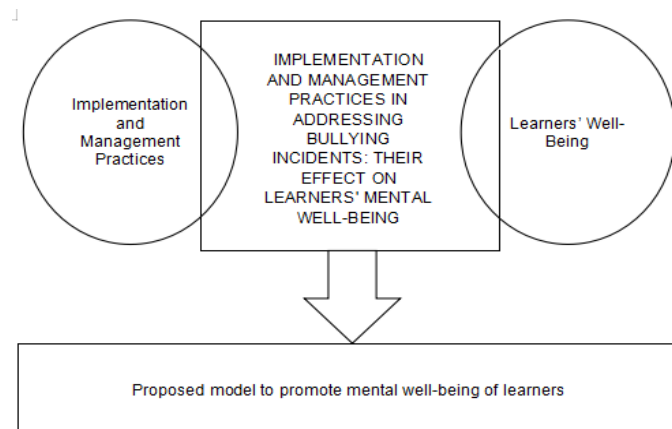 Implementation
and
Management
Practices
IMPLEMENTATION
AND MANAGEMENT
PRACTICES IN
ADDRESSING
BULLYING
INCIDENTS: THEIR
EFFECT ON
LEARNERS' MENTAL
WELL-BEING
Learners’ Well-
Being
Proposed model to promote mental well-being of learners